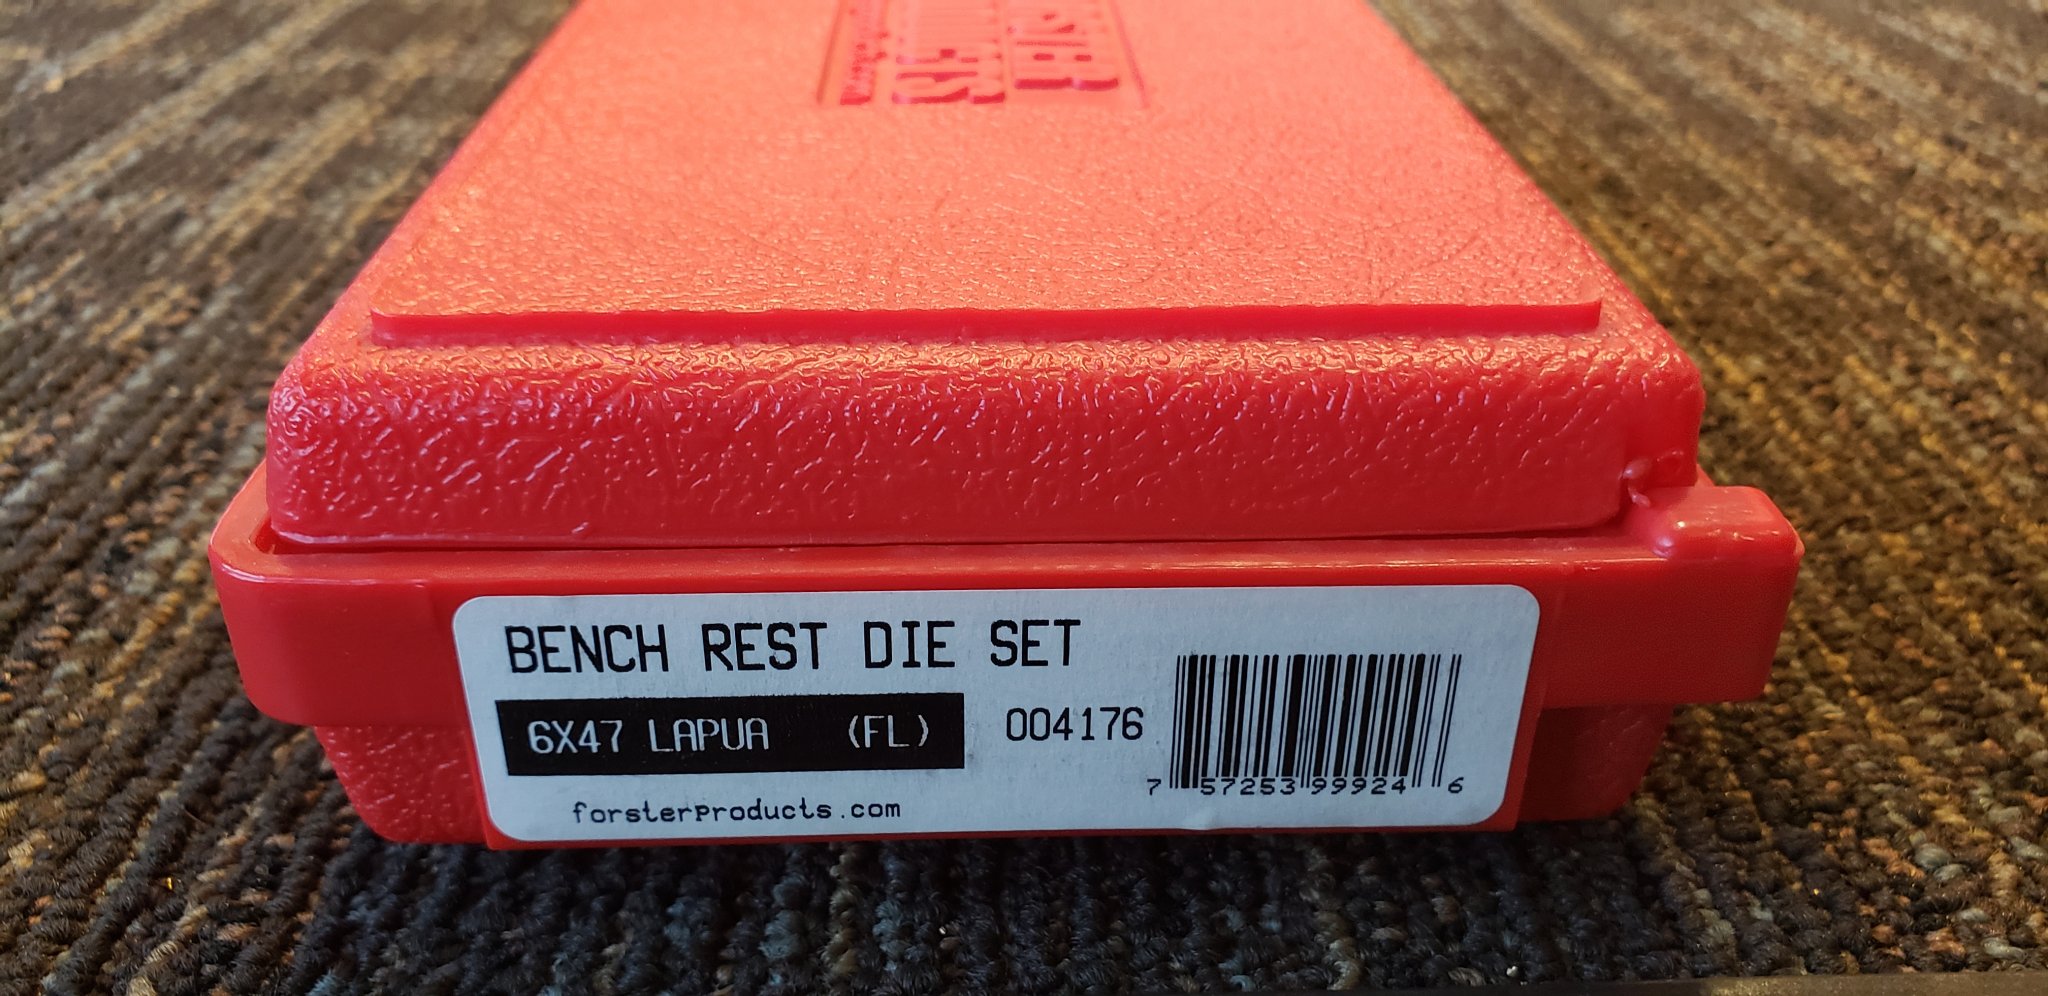 BENCH REST DIE SET
6X47 LAPUA (FL)
004176
7 57253 99924 6
forsterproducts.com